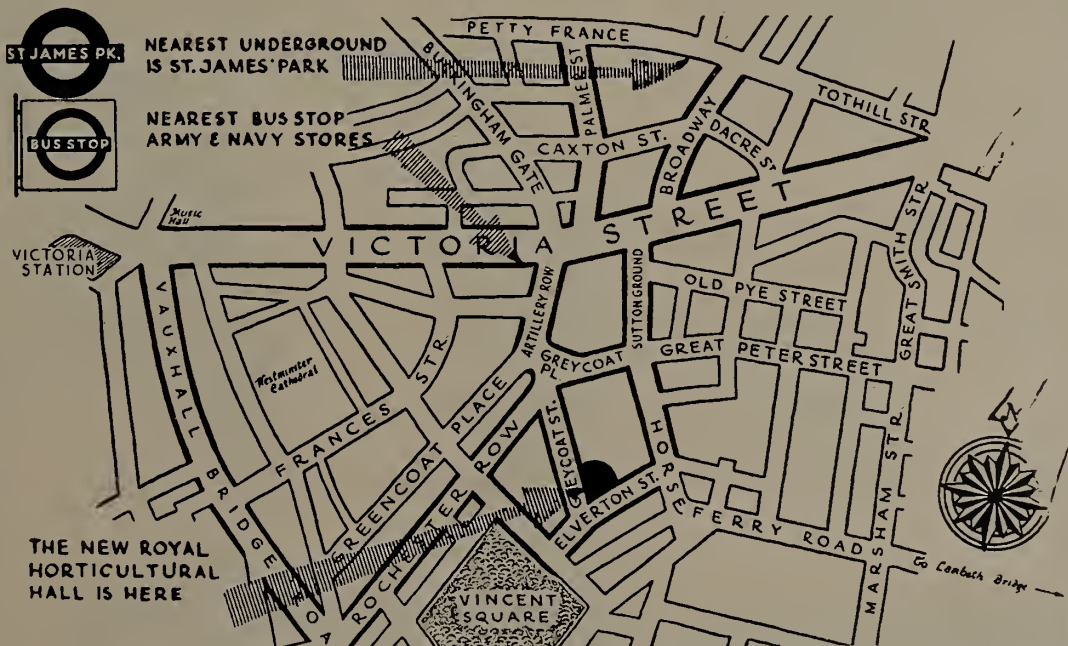 ST JAMES PK.
NEAREST UNDERGROUND
IS ST. JAMES' PARK
BUS STOP
NEAREST BUS STOP
ARMY & NAVY STORES
PETTY FRANCE
BUCKINGHAM GATE
PALMER ST
CAXTON ST.
BROADWAY
DACRE ST
TOTHILL STR
Music
Hall
VICTORIA
STATION
VICTORIA STREET
GREAT SMITH STR
ARTILLERY ROW
SUTTON GROUND
OLD PYE STREET
GREAT PETER STREET
GREYCOAT
PL
VAUXHALL BRIDGE ROA
Westminster
Cathedral
FRANCES STR.
GREENCOAT PLACE
ROCHESTER ROW
GREYCOAT ST.
ELVERTON ST.
HORSEFERRY ROAD
MARSHAM STR.
To Lambeth Bridge
THE NEW ROYAL
HORTICULTURAL
HALL IS HERE
VINCENT
SQUARE